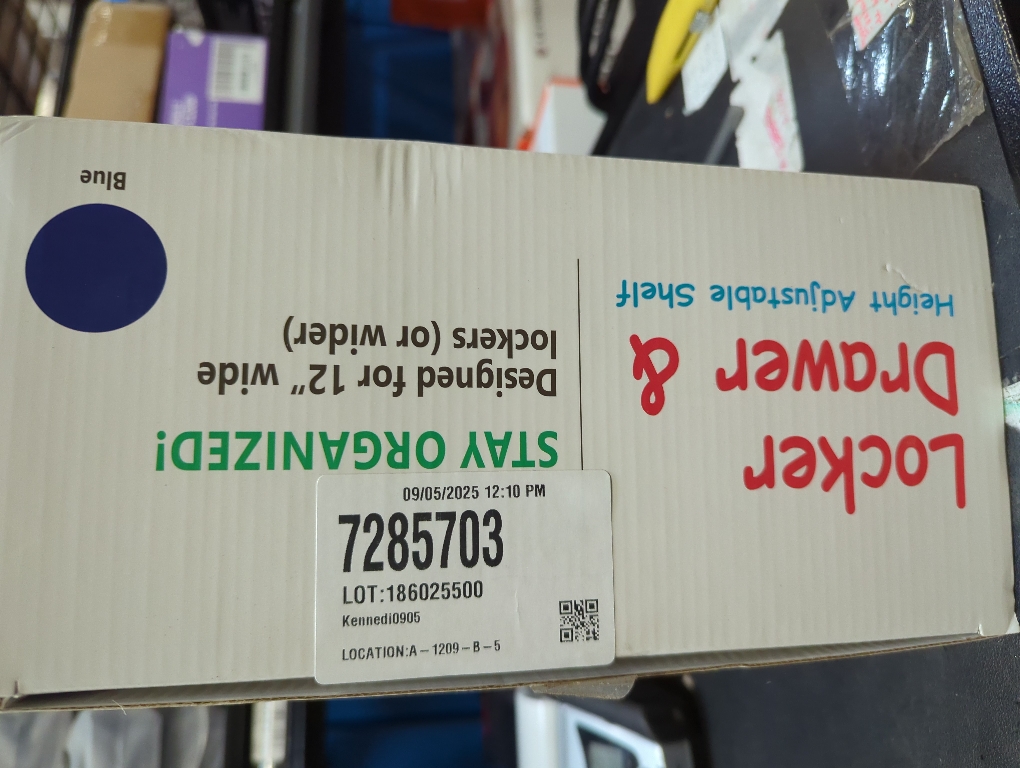 Locker
Drawer &
Height Adjustable Shelf
STAY ORGANIZED!
Designed for 12" wide
lockers (or wider)
Blue
09/05/2025 12:10 PM
7285703
LOT:186025500
Kennedi0905
LOCATION:A-1209-B-5